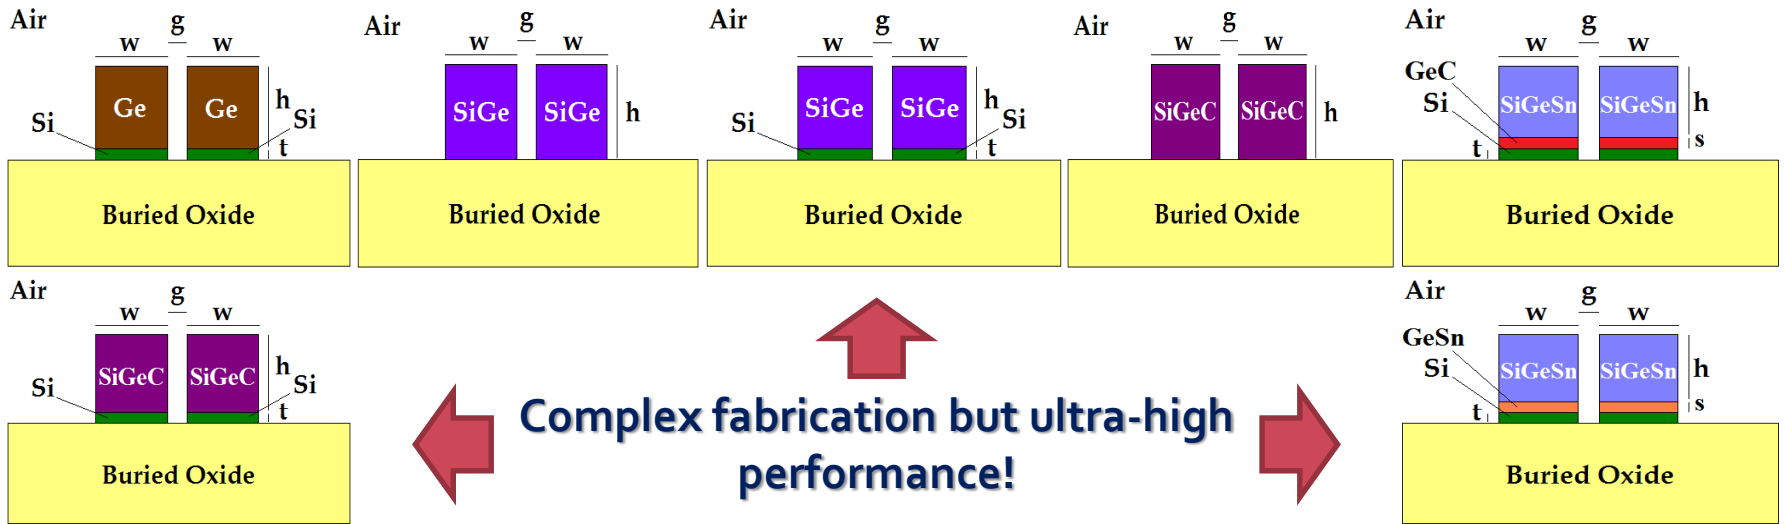 Air
g
w w
Ge Ge
h
Si Si
t
Buried Oxide
Air
g
w w
SiGe SiGe
h
Buried Oxide
Air
g
w w
SiGe SiGe
h
Si Si
t
Buried Oxide
Air
g
w w
SiGeC SiGeC
h
Buried Oxide
Air
g
w w
GeC
Si
SiGeSn SiGeSn
h
s
t
Buried Oxide
Air
g
w w
SiGeC SiGeC
h
Si Si
t
Buried Oxide
Complex fabrication but ultra-high
performance!
Air
g
w w
GeSn
Si
SiGeSn SiGeSn
h
s
t
Buried Oxide